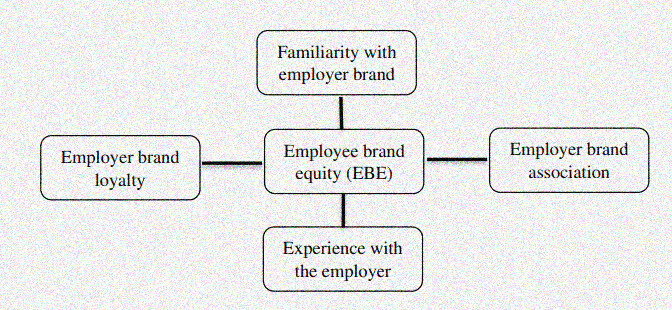 Familiarity with
employer brand
Employer brand
loyalty
Employee brand
equity (EBE)
Employer brand
association
Experience with
the employer